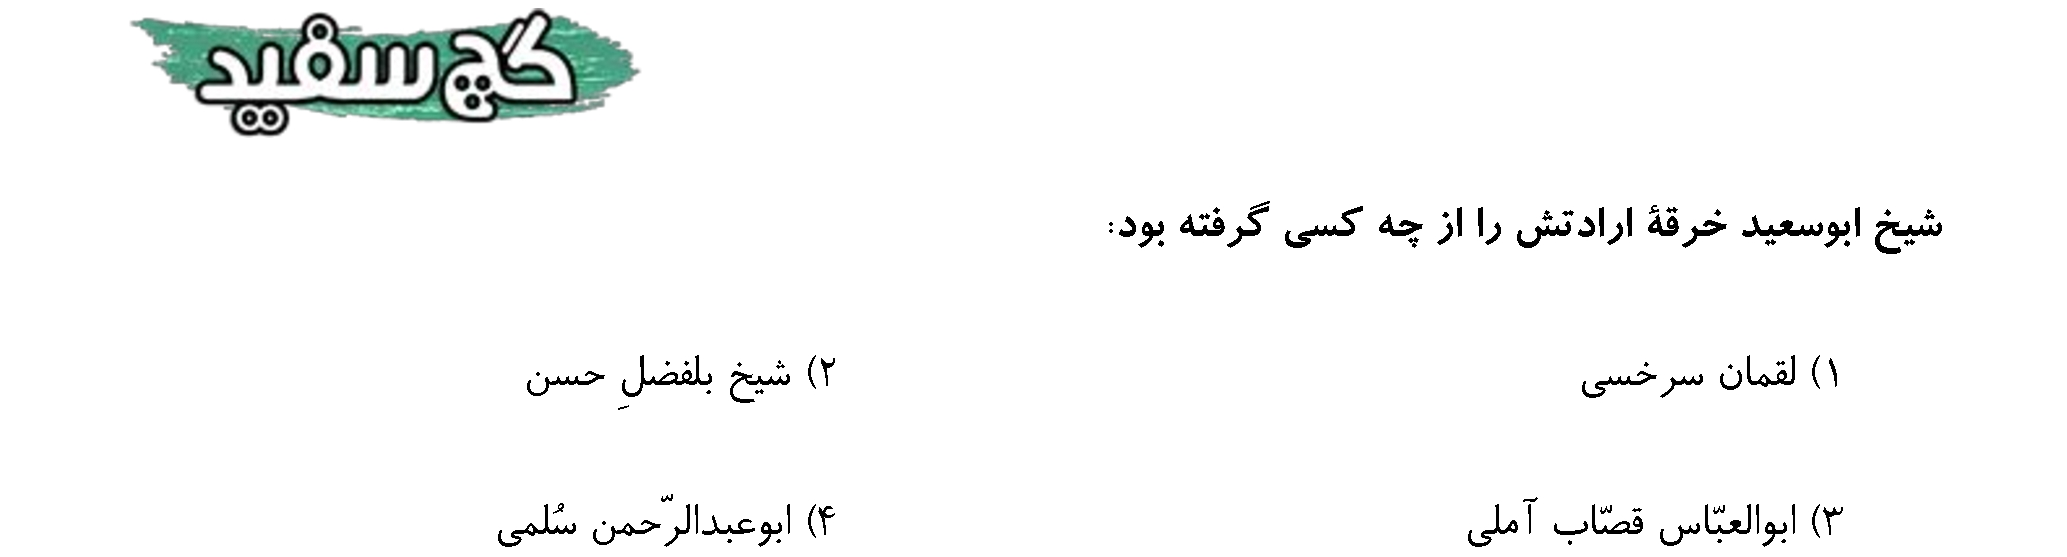 گچ سفید
شیخ ابوسعید خرقهٔ ارادتش را از چه کسی گرفته بود:
۱) لقمان سرخسی ۲) شیخ بلفضلِ حسن
۳) ابوالعبّاس قصّاب آملی ۴) ابوعبدالرّحمن سُلمی